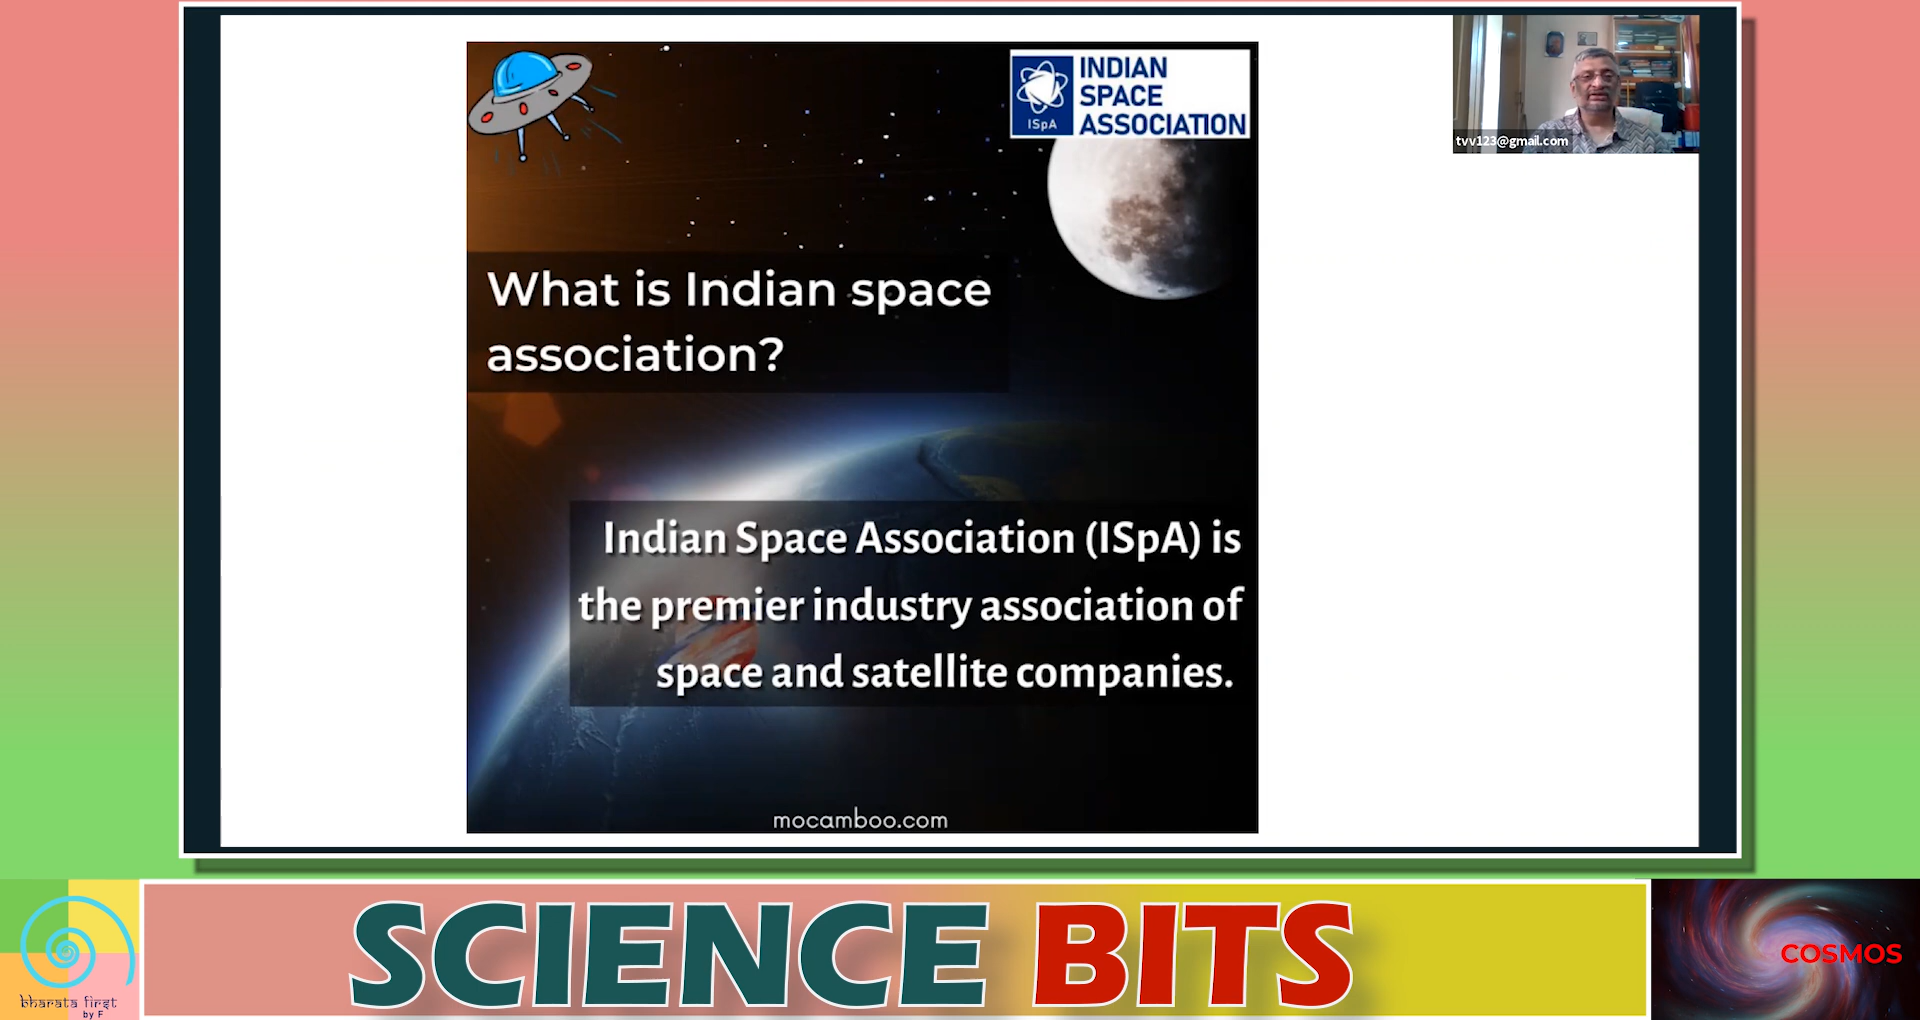 INDIAN
SPACE
ASSOCIATION
ISpA
tvv123@gmail.com
What is Indian space
association?
Indian Space Association (ISpA) is
the premier industry association of
space and satellite companies.
mocamboo.com
SCIENCE BITS
COSMOS
bharata first
by F